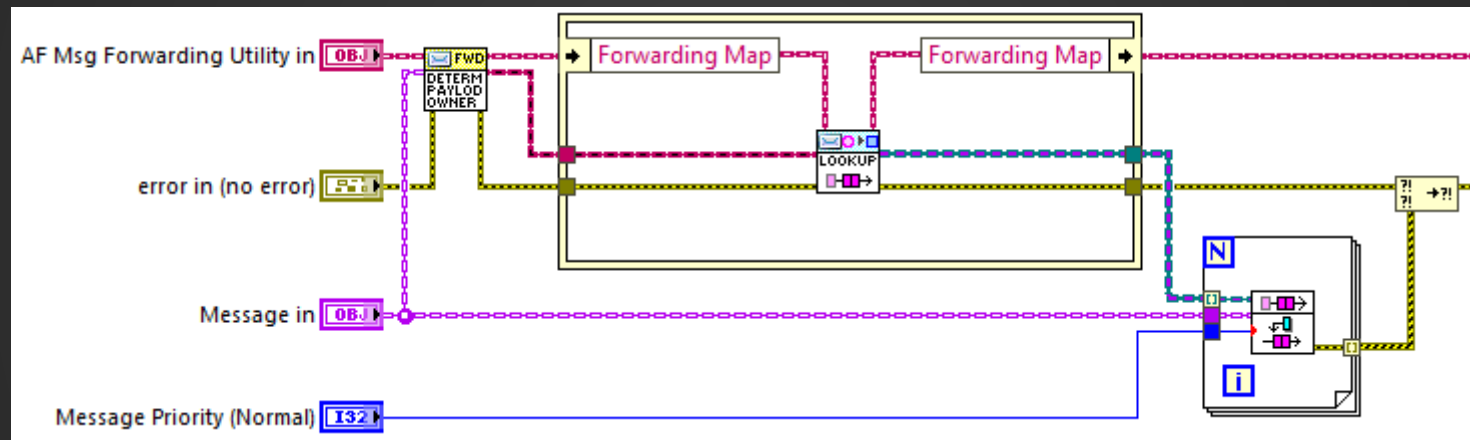 AF Msg Forwarding Utility in
OBJ
FWD
DETERM
PAYLOD
OWNER
Forwarding Map
Forwarding Map
LOOKUP
error in (no error)
?!
?! →?!
N
Message in
OBJ
[]
[]
i
Message Priority (Normal)
I32